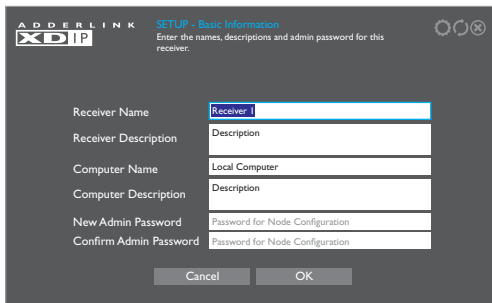 ADDERLINK
XDIP
SETUP - Basic Information
Enter the names, descriptions and admin password for this
receiver.
Receiver Name
Receiver 1
Receiver Description
Description
Computer Name
Local Computer
Computer Description
Description
New Admin Password
Password for Node Configuration
Confirm Admin Password
Password for Node Configuration
Cancel
OK